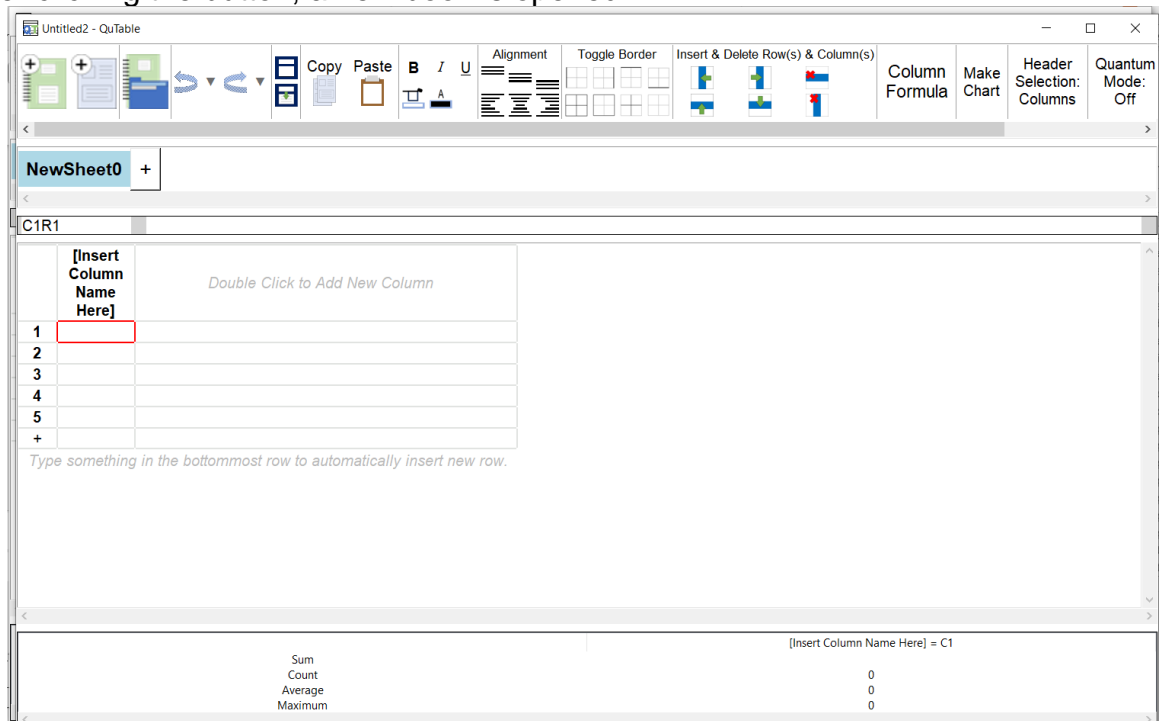 Untitled2 - QuTable
Alignment
Toggle Border
Insert & Delete Row(s) & Column(s)
Copy Paste
B I U
A
Column
Formula
Make
Chart
Header
Selection:
Columns
Quantum
Mode:
Off
NewSheet0 +
C1R1
[Insert
Column
Name
Here]
Double Click to Add New Column
1
2
3
4
5
+
Type something in the bottommost row to automatically insert new row.
[Insert Column Name Here] = C1
Sum
Count 0
Average 0
Maximum 0